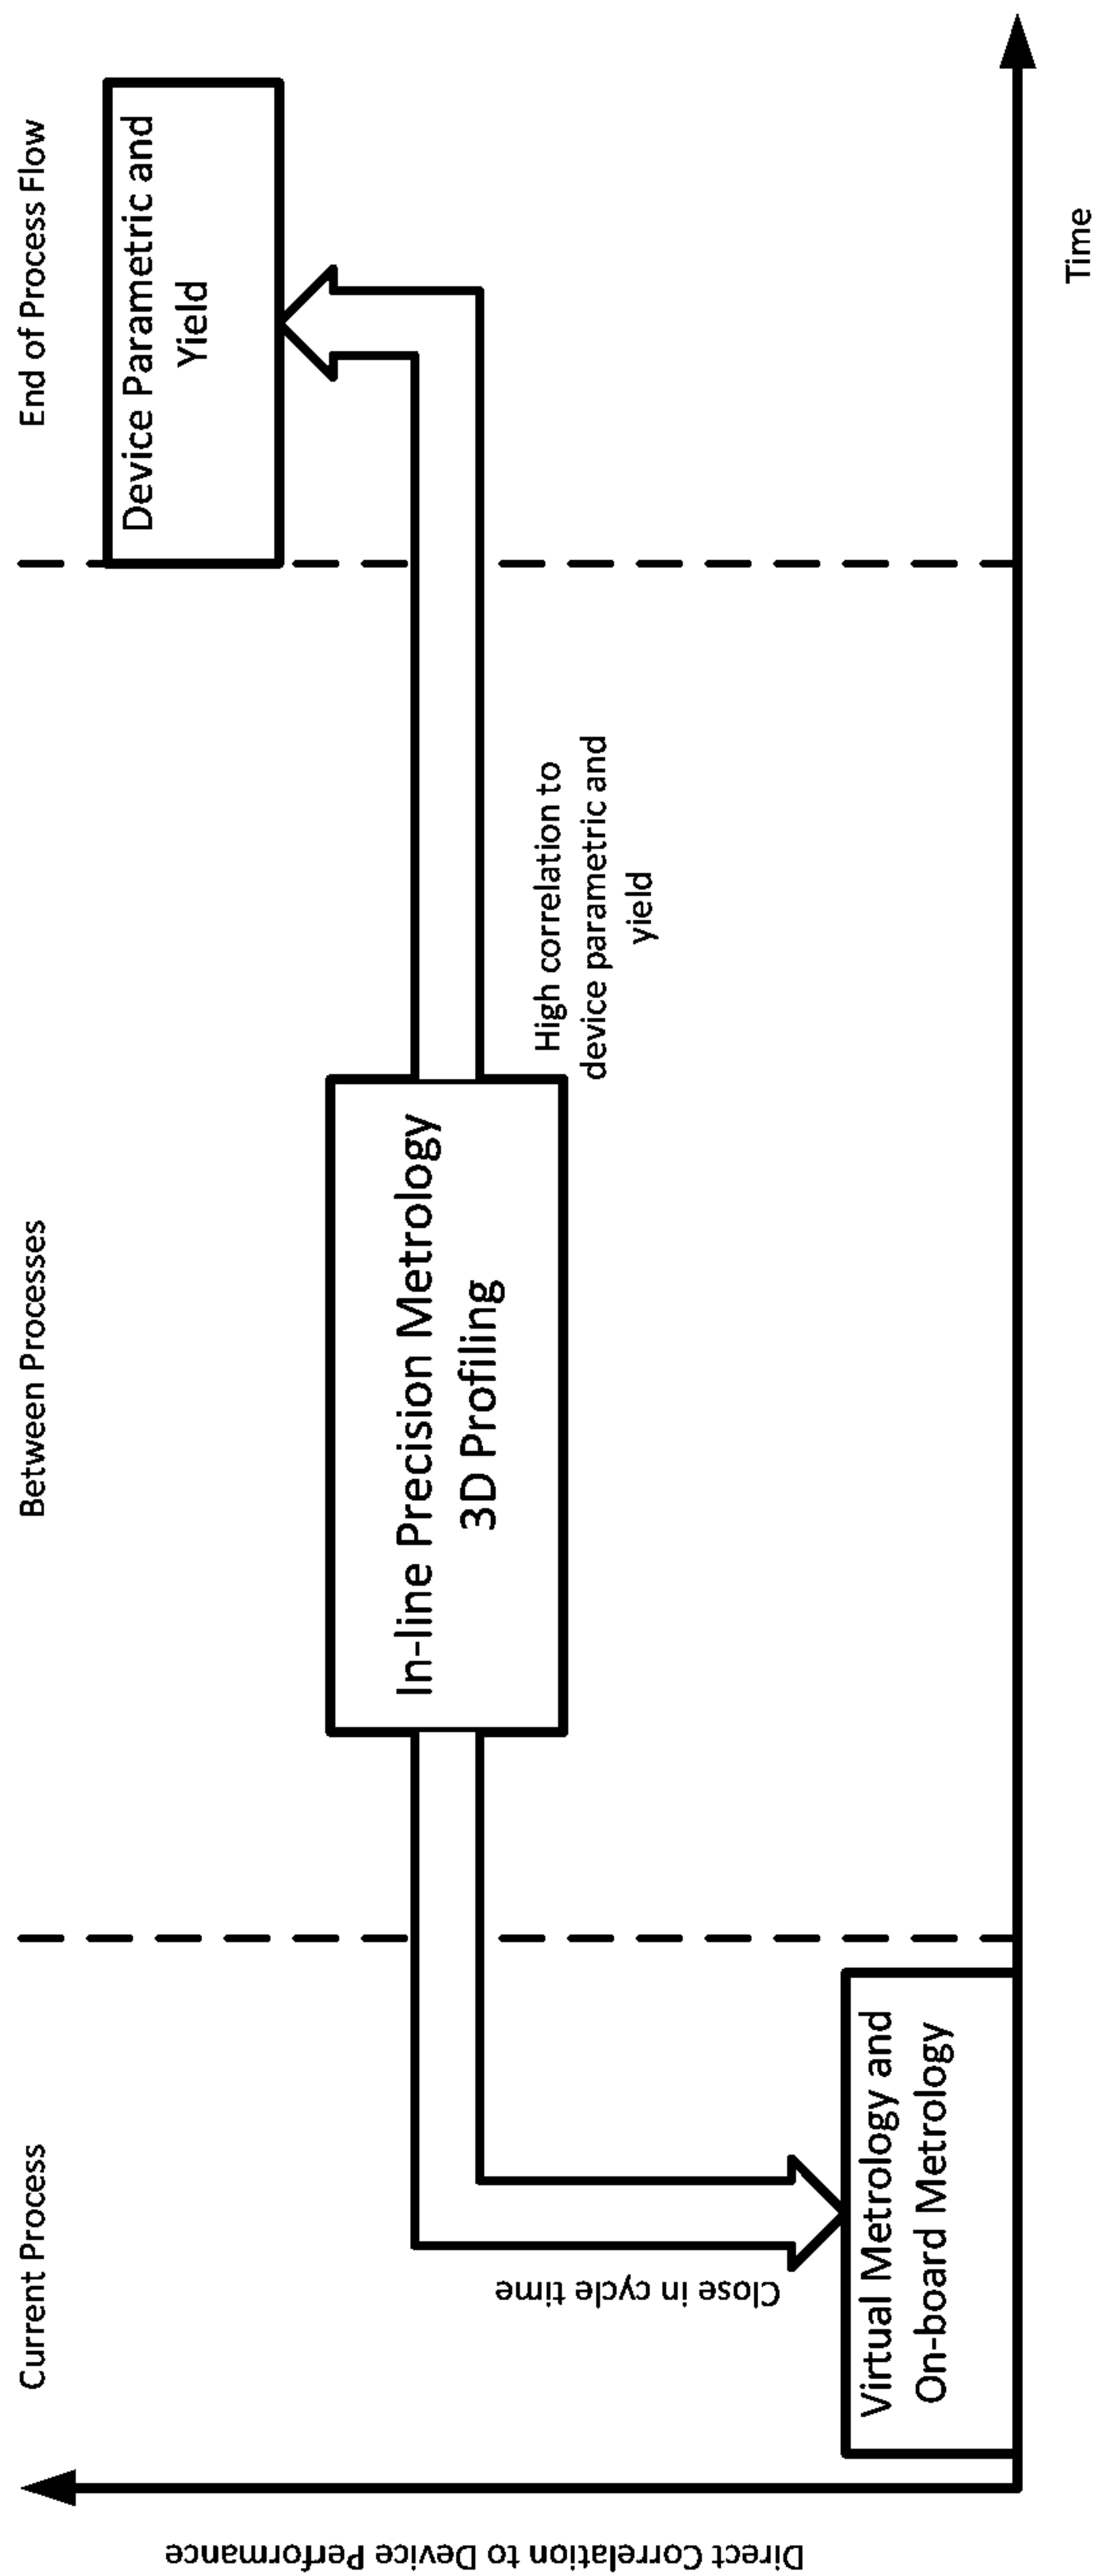 Current Process
Between Processes
End of Process Flow
Device Parametric and
Yield
In-line Precision Metrology
3D Profiling
High correlation to
device parametric and
yield
Close in cycle time
Virtual Metrology and
On-board Metrology
Direct Correlation to Device Performance
Time